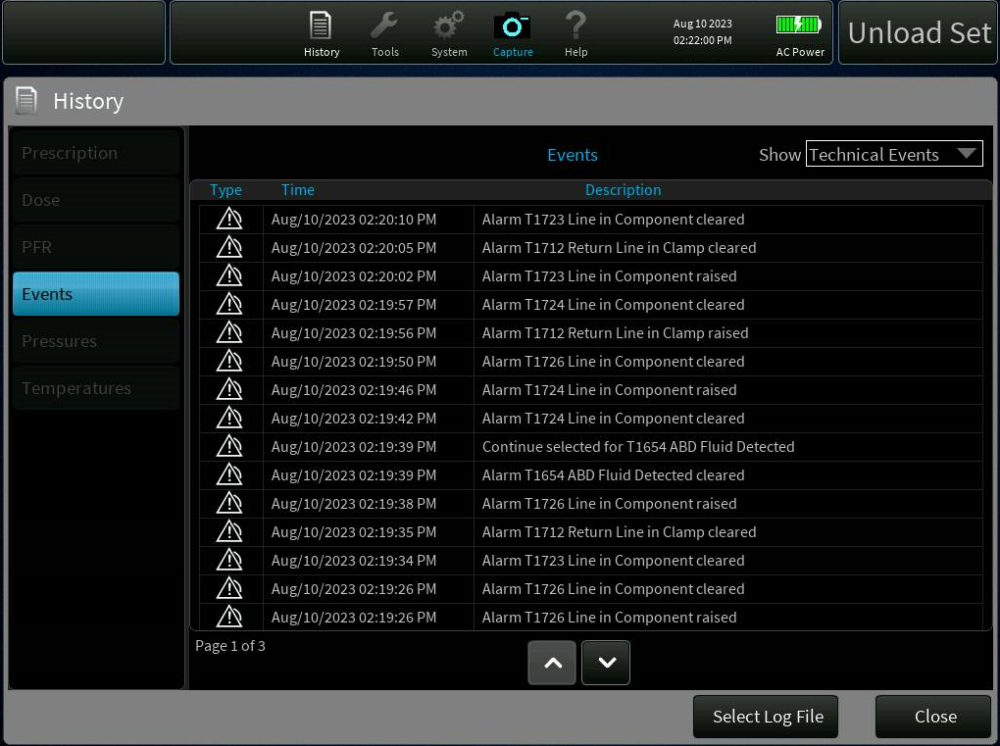 History
Tools
System
Capture
Help
Aug 10 2023
02:22:00 PM
AC Power
Unload Set
History
Prescription
Dose
PFR
Events
Pressures
Temperatures
Events
Show Technical Events
Type Time Description
Aug/10/2023 02:20:10 PM Alarm T1723 Line in Component cleared
Aug/10/2023 02:20:05 PM Alarm T1712 Return Line in Clamp cleared
Aug/10/2023 02:20:02 PM Alarm T1723 Line in Component raised
Aug/10/2023 02:19:57 PM Alarm T1724 Line in Component cleared
Aug/10/2023 02:19:56 PM Alarm T1712 Return Line in Clamp raised
Aug/10/2023 02:19:50 PM Alarm T1726 Line in Component cleared
Aug/10/2023 02:19:46 PM Alarm T1724 Line in Component raised
Aug/10/2023 02:19:42 PM Alarm T1724 Line in Component cleared
Aug/10/2023 02:19:39 PM Continue selected for T1654 ABD Fluid Detected
Aug/10/2023 02:19:39 PM Alarm T1654 ABD Fluid Detected cleared
Aug/10/2023 02:19:38 PM Alarm T1726 Line in Component raised
Aug/10/2023 02:19:35 PM Alarm T1712 Return Line in Clamp cleared
Aug/10/2023 02:19:34 PM Alarm T1723 Line in Component cleared
Aug/10/2023 02:19:26 PM Alarm T1726 Line in Component cleared
Aug/10/2023 02:19:26 PM Alarm T1726 Line in Component raised
Page 1 of 3
Select Log File
Close